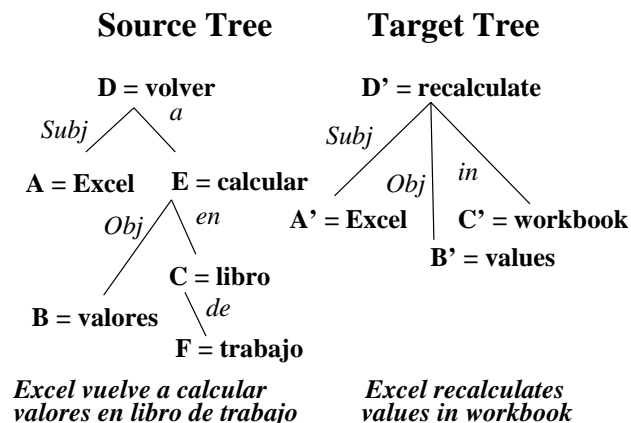 Source Tree
Target Tree
D = volver
D’ = recalculate
Subj
a
Subj
Obj
in
A = Excel
E = calcular
A’ = Excel
C’ = workbook
Obj
en
B’ = values
C = libro
B = valores
de
F = trabajo
Excel vuelve a calcular
valores en libro de trabajo
Excel recalculates
values in workbook